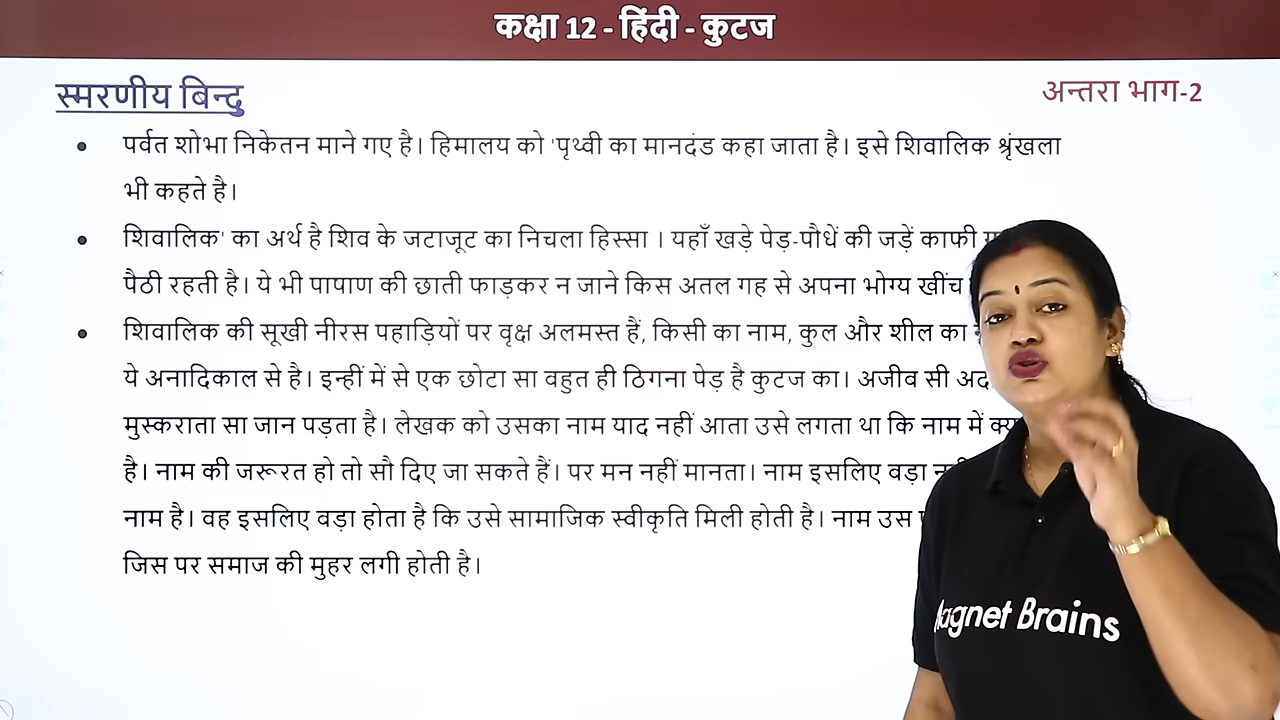 कक्षा 12 - हिंदी - कुटज
स्मरणीय बिन्दु
अन्तरा भाग-2
पर्वत शोभा निकेतन माने गए है। हिमालय को 'पृथ्वी का मानदंड कहा जाता है। इसे शिवालिक श्रृंखला
भी कहते है।
शिवालिक' का अर्थ है शिव के जटाजूट का निचला हिस्सा । यहाँ खड़े पेड़-पौधें की जड़ें काफी
पैठी रहती है। ये भी पाषाण की छाती फाड़कर न जाने किस अतल गह से अपना भोग्य खींच
शिवालिक की सूखी नीरस पहाड़ियों पर वृक्ष अलमस्त हैं, किसी का नाम, कुल और शील का
ये अनादिकाल से है। इन्हीं में से एक छोटा सा वहुत ही ठिगना पेड़ है कुटज का। अजीव सी
मुस्कराता सा जान पड़ता है। लेखक को उसका नाम याद नहीं आता उसे लगता था कि नाम में
है। नाम की जरूरत हो तो सौ दिए जा सकते हैं। पर मन नहीं मानता। नाम इसलिए वड़ा
नाम है। वह इसलिए वड़ा होता है कि उसे सामाजिक स्वीकृति मिली होती है। नाम उस
जिस पर समाज की मुहर लगी होती है।
Magnet Brains